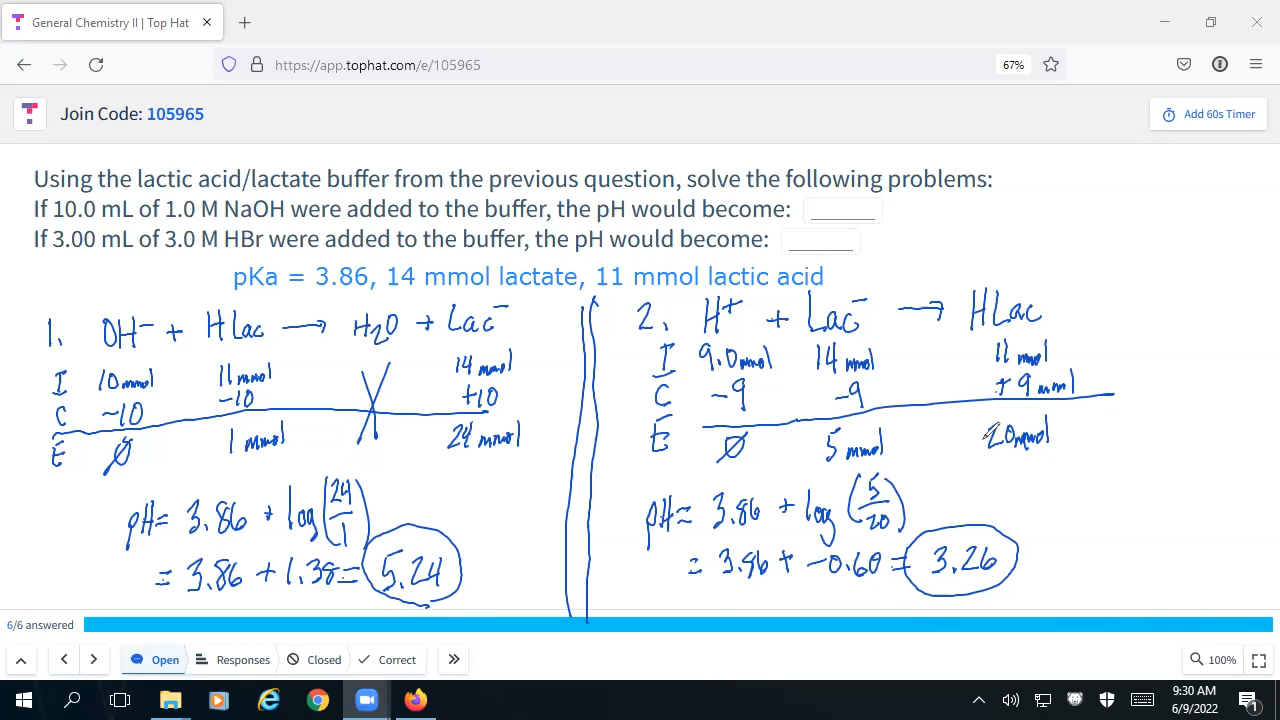 General Chemistry II | Top Hat
https://app.tophat.com/e/105965
67%
Join Code: 105965
Add 60s Timer
Using the lactic acid/lactate buffer from the previous question, solve the following problems:
If 10.0 mL of 1.0 M NaOH were added to the buffer, the pH would become: ________
If 3.00 mL of 3.0 M HBr were added to the buffer, the pH would become: ________
pKa = 3.86, 14 mmol lactate, 11 mmol lactic acid
1. OH⁻ + HLac → H2O + Lac⁻
I 10 mmol 11 mmol 14 mmol
C -10 -10 +10
E 0 1 mmol 24 mmol
pH = 3.86 + log(24/1)
= 3.86 + 1.38 = 5.24
2. H⁺ + Lac⁻ → HLac
I 9.0 mmol 14 mmol 11 mmol
C -9 -9 +9 mmol
E 0 5 mmol 20 mmol
pH = 3.86 + log(5/20)
= 3.86 + -0.60 = 3.26
6/6 answered
Open
Responses
Closed
Correct
100%
9:30 AM
6/9/2022
1